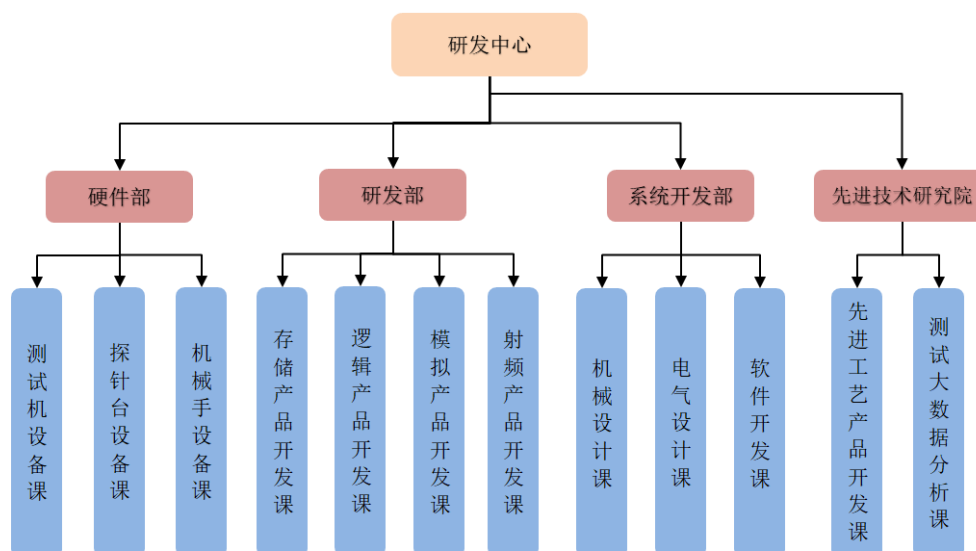 研发中心
硬件部
研发部
系统开发部
先进技术研究院
测试机设备课
探针台设备课
机械手设备课
存储产品开发课
逻辑产品开发课
模拟产品开发课
射频产品开发课
机械设计课
电气设计课
软件开发课
先进工艺产品开发课
测试大数据分析课